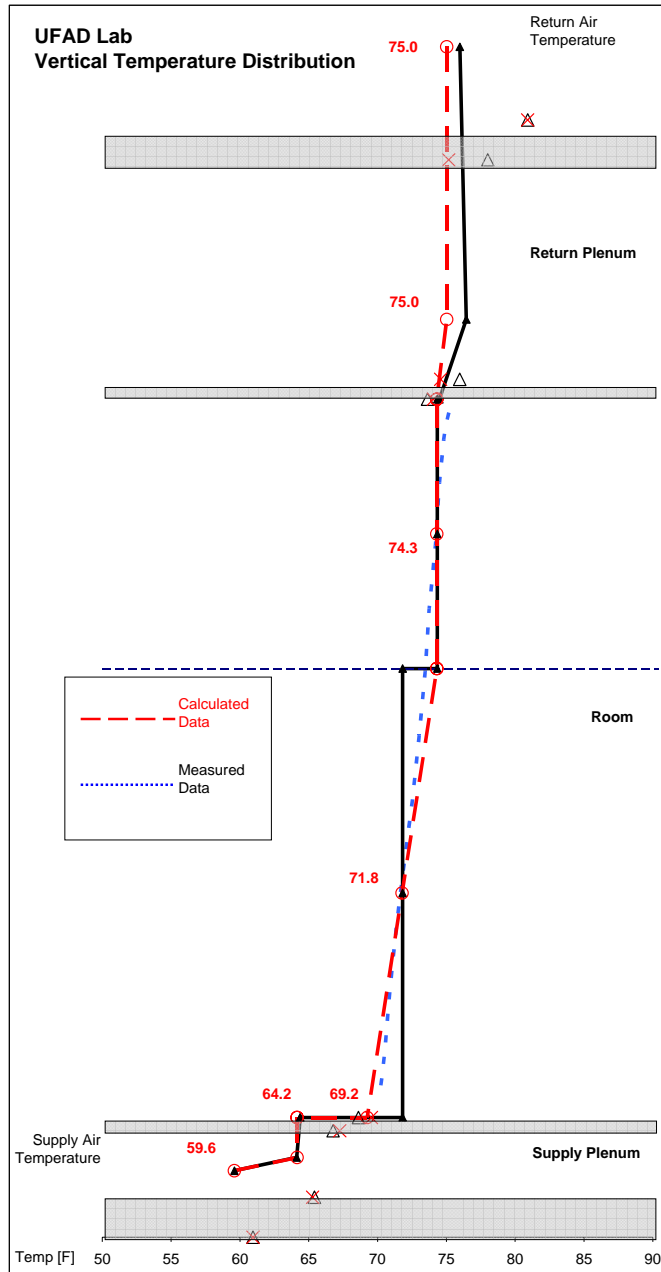 UFAD Lab
Vertical Temperature Distribution
Return Air
Temperature
75.0
Return Plenum
75.0
74.3
Calculated
Data
Measured
Data
Room
71.8
64.2 69.2
Supply Air
Temperature
59.6
Supply Plenum
Temp [F] 50 55 60 65 70 75 80 85 90